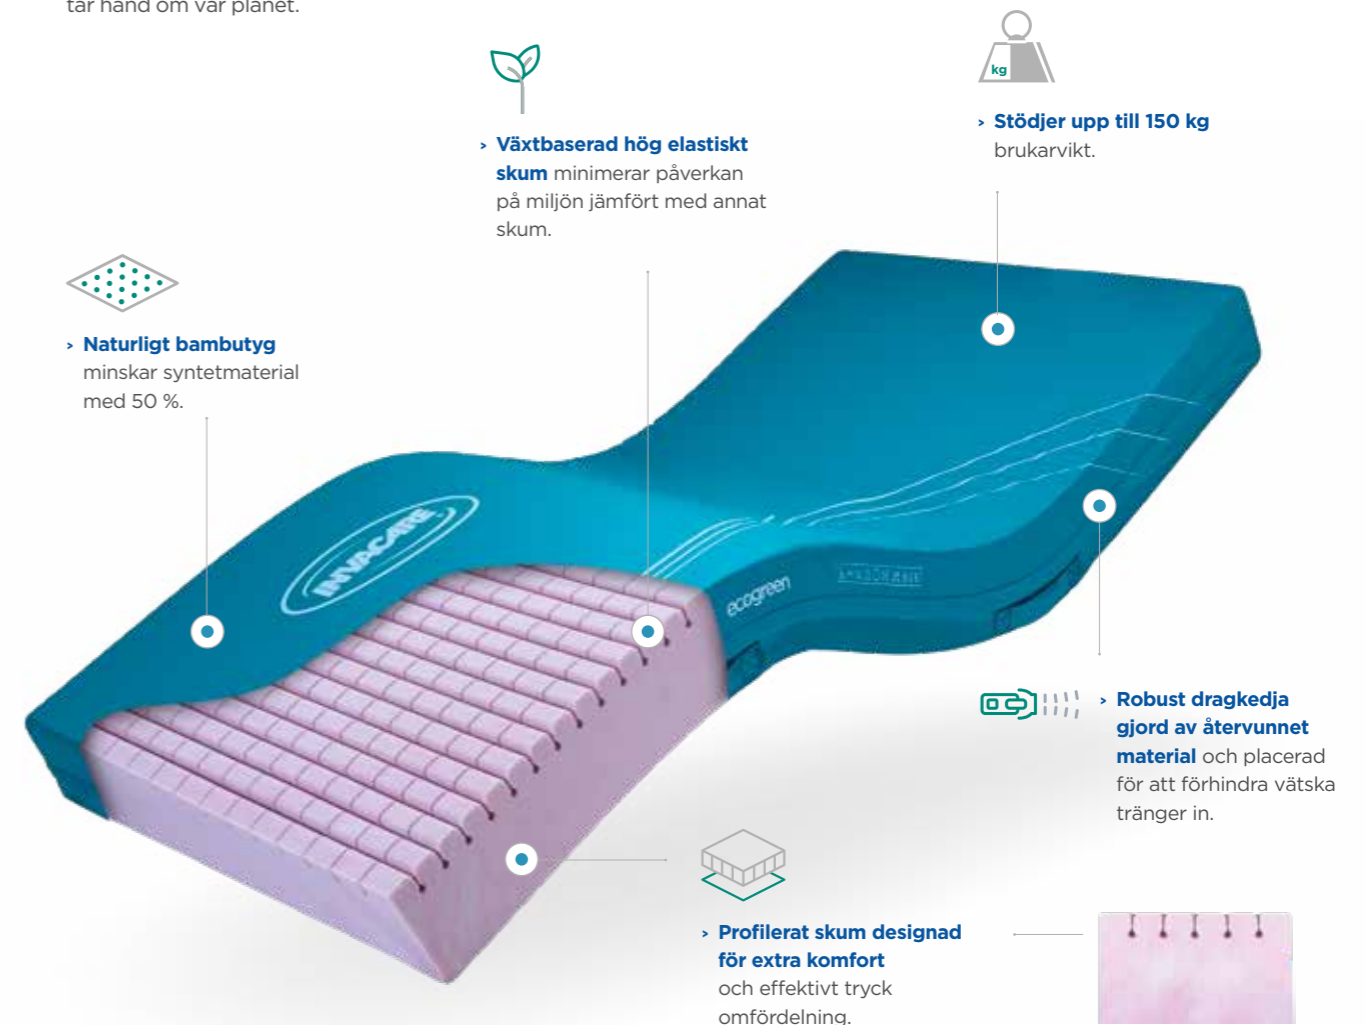 tar hand om vår planet.
kg
> Stödjer upp till 150 kg
brukarvikt.
> Växtbaserad hög elastiskt
skum minimerar påverkan
på miljön jämfört med annat
skum.
> Naturligt bambutyg
minskar syntetmaterial
med 50 %.
INVACARE
ecogreen
> Robust dragkedja
gjord av återvunnet
material och placerad
för att förhindra vätska
tränger in.
> Profilerat skum designad
för extra komfort
och effektivt tryck
omfördelning.